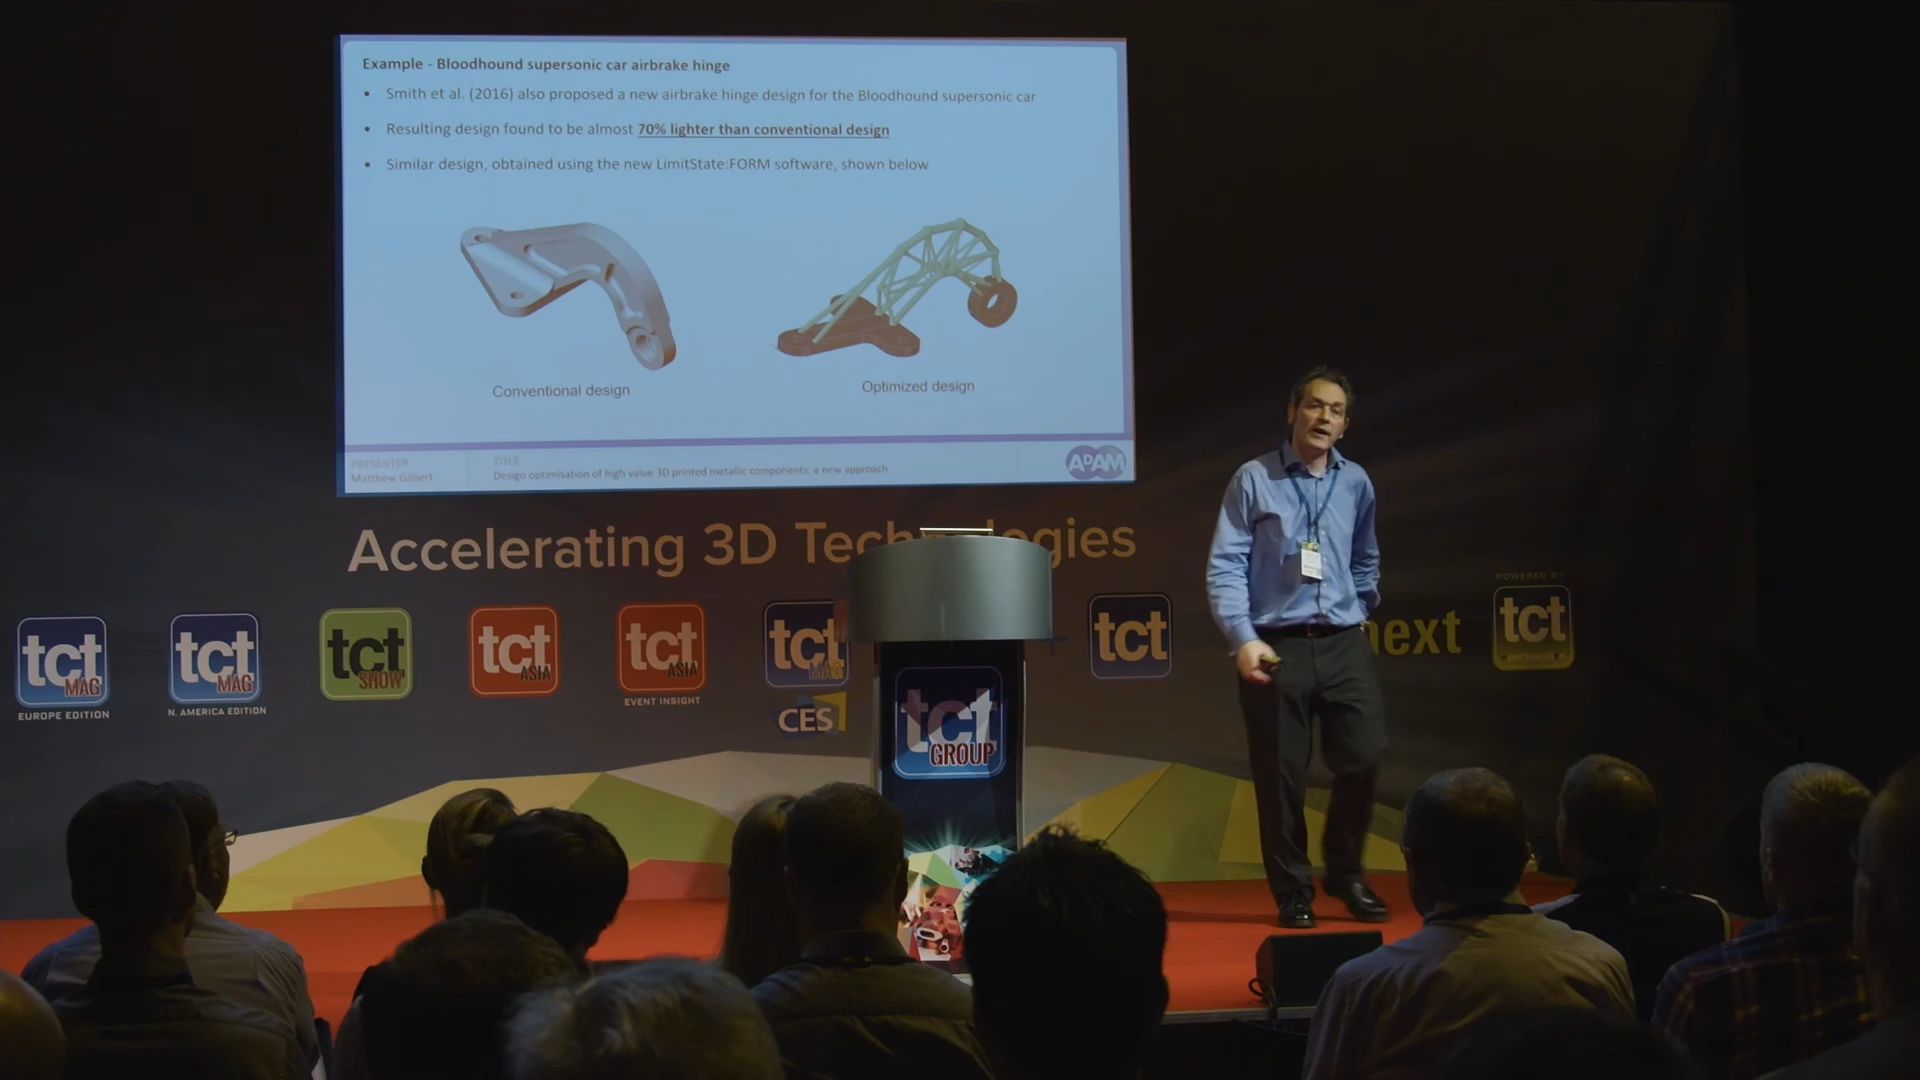 Example - Bloodhound supersonic car airbrake hinge
• Smith et al. (2016) also proposed a new airbrake hinge design for the Bloodhound supersonic car
• Resulting design found to be almost 70% lighter than conventional design
• Similar design, obtained using the new LimitState:FORM software, shown below
Conventional design
Optimized design
PRESENTER
Matthew Gilbert
TITLE
Design optimisation of high value 3D printed metallic components: a new approach
ADAM
Accelerating 3D Tec gies
tct MAG
EUROPE EDITION
tct MAG
N. AMERICA EDITION
tct SHOW
tct ASIA
tct ASIA
EVENT INSIGHT
tct MAG
CES
tct
next
POWERED BY
tct
personalize
tct
GROUP